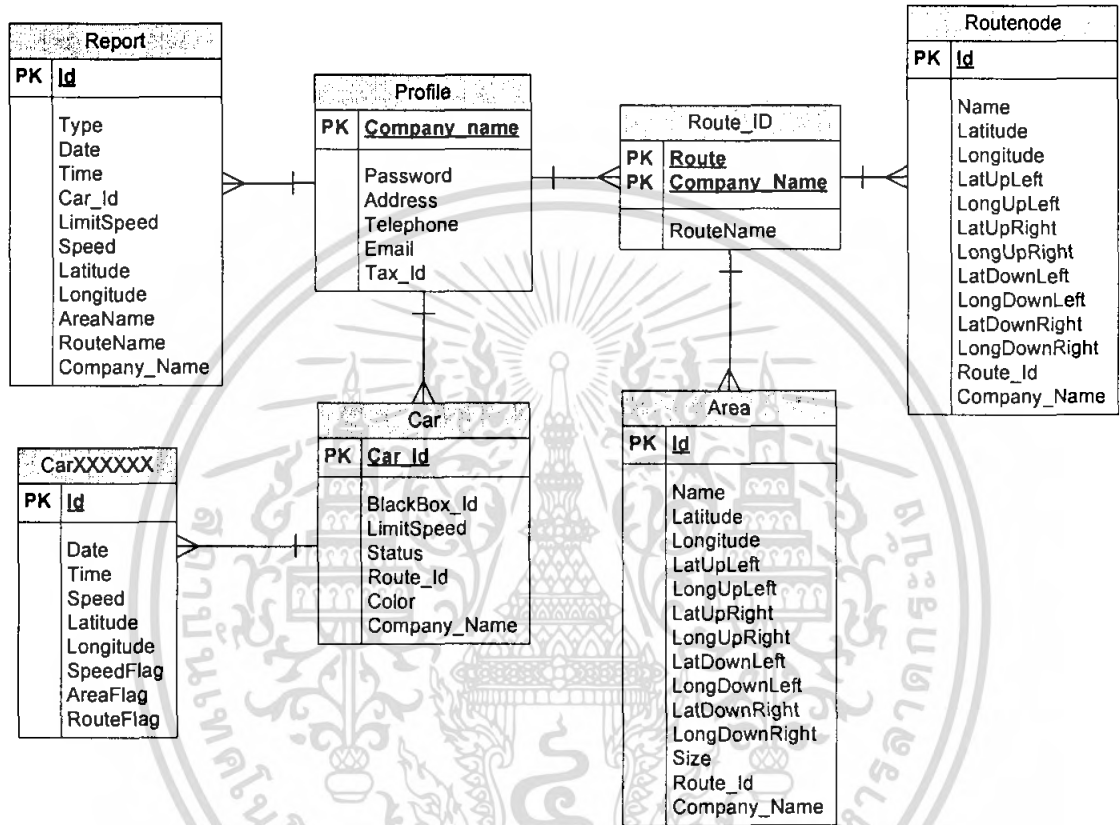 Report
PK Id
Type
Date
Time
Car_Id
LimitSpeed
Speed
Latitude
Longitude
AreaName
RouteName
Company_Name
Profile
PK Company_name
Password
Address
Telephone
Email
Tax_Id
Route_ID
PK Route
PK Company_Name
RouteName
Routenode
PK Id
Name
Latitude
Longitude
LatUpLeft
LongUpLeft
LatUpRight
LongUpRight
LatDownLeft
LongDownLeft
LatDownRight
LongDownRight
Route_Id
Company_Name
CarXXXXXX
PK Id
Date
Time
Speed
Latitude
Longitude
SpeedFlag
AreaFlag
RouteFlag
Car
PK Car_Id
BlackBox_Id
LimitSpeed
Status
Route_Id
Color
Company_Name
Area
PK Id
Name
Latitude
Longitude
LatUpLeft
LongUpLeft
LatUpRight
LongUpRight
LatDownLeft
LongDownLeft
LatDownRight
LongDownRight
Size
Route_Id
Company_Name